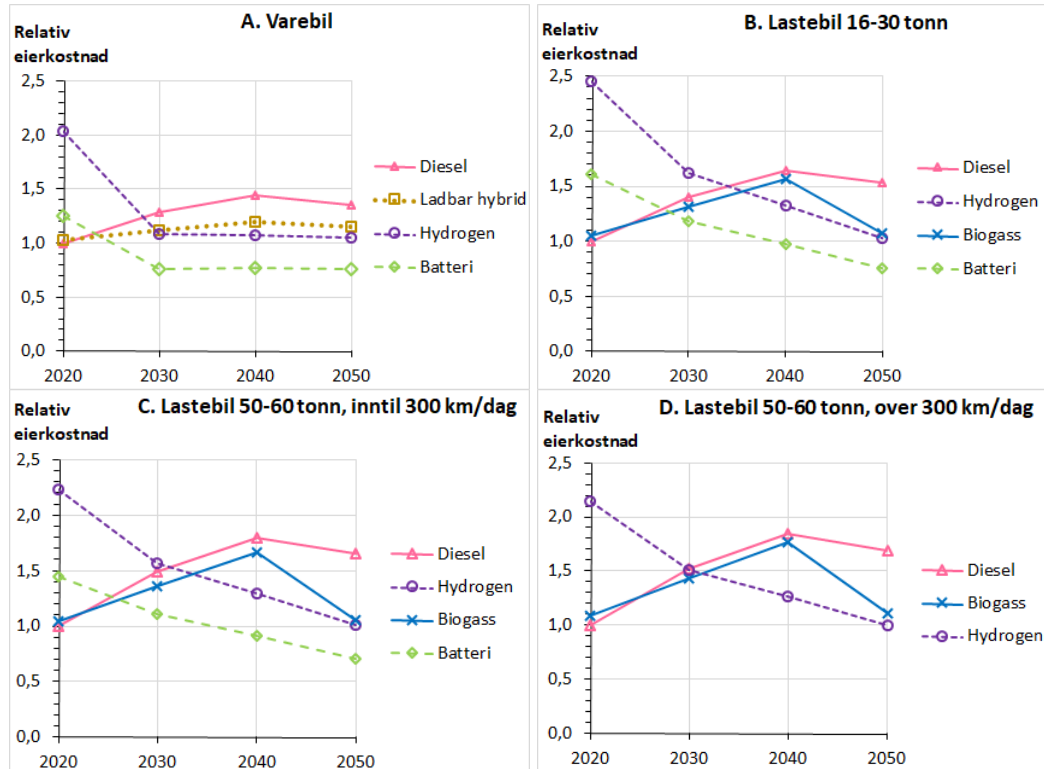 A. Varebil
Relativ
eierkostnad
2,5
2,0
1,5
1,0
0,5
0,0
2020 2030 2040 2050
Diesel
Ladbar hybrid
Hydrogen
Batteri
B. Lastebil 16-30 tonn
Relativ
eierkostnad
2,5
2,0
1,5
1,0
0,5
0,0
2020 2030 2040 2050
Diesel
Hydrogen
Biogass
Batteri
C. Lastebil 50-60 tonn, inntil 300 km/dag
Relativ
eierkostnad
2,5
2,0
1,5
1,0
0,5
0,0
2020 2030 2040 2050
Diesel
Hydrogen
Biogass
Batteri
D. Lastebil 50-60 tonn, over 300 km/dag
Relativ
eierkostnad
2,5
2,0
1,5
1,0
0,5
0,0
2020 2030 2040 2050
Diesel
Biogass
Hydrogen